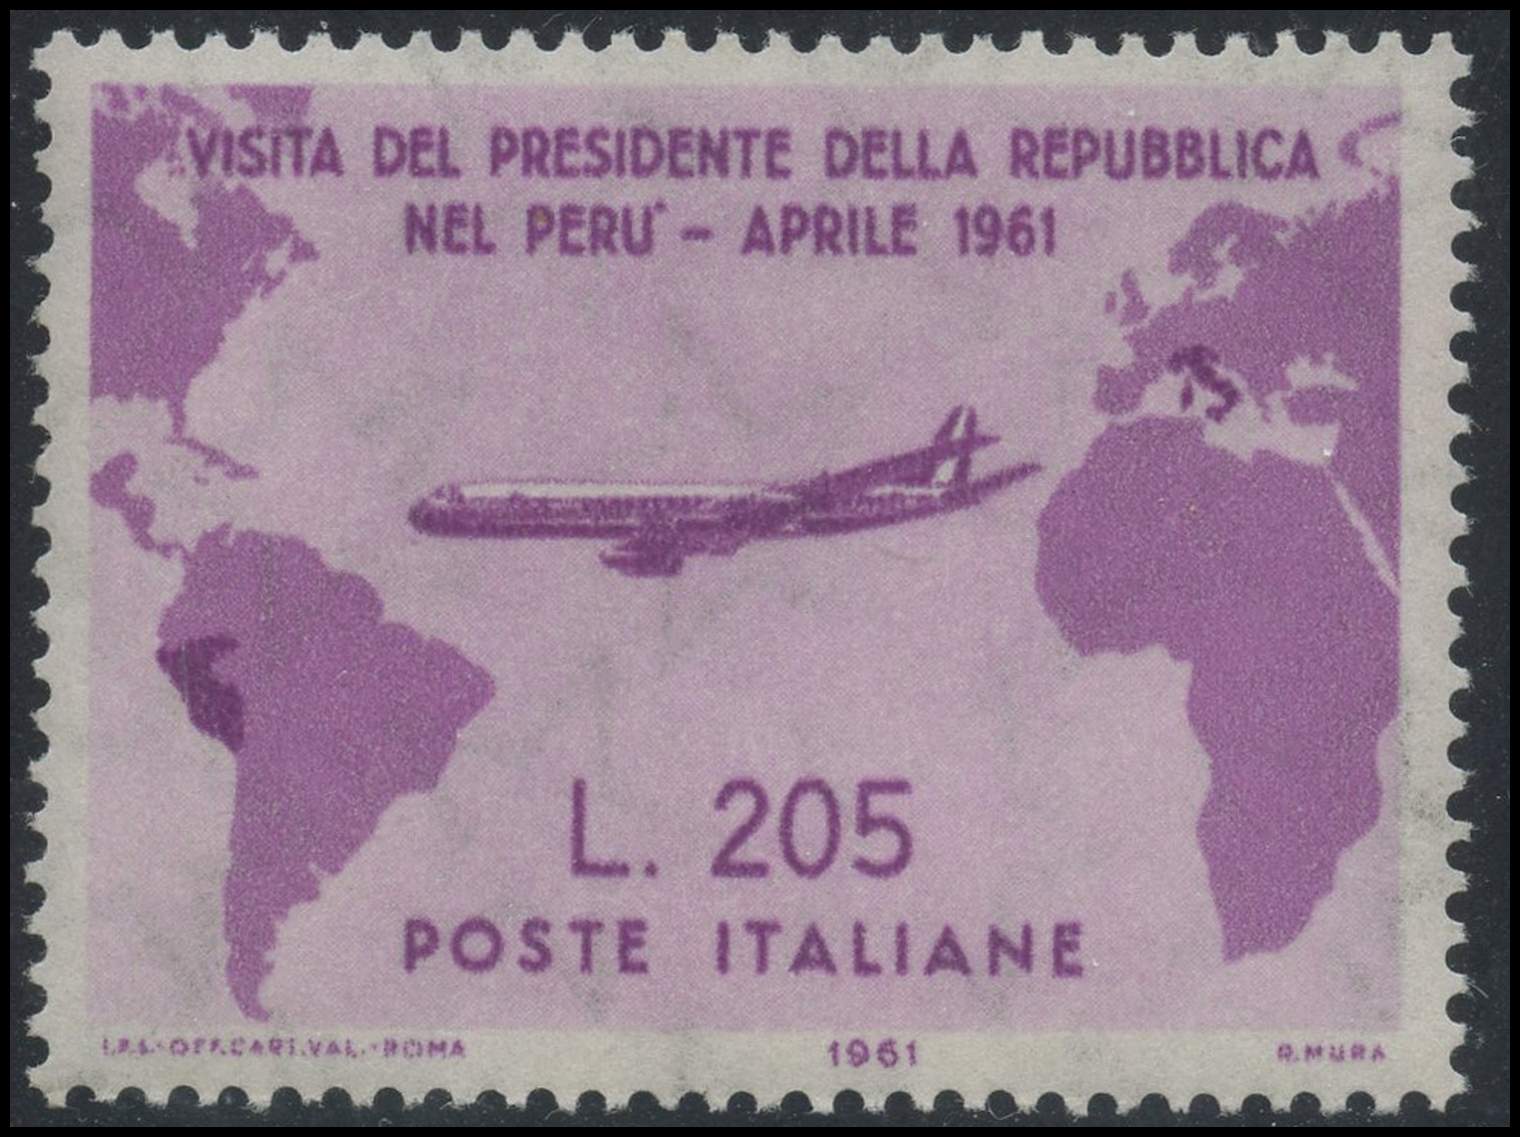 VISITA DEL PRESIDENTE DELLA REPUBBLICA
NEL PERU' - APRILE 1961
L. 205
POSTE ITALIANE
I.P.S.-OFF.CART.VAL.-ROMA 1961 R.MURA